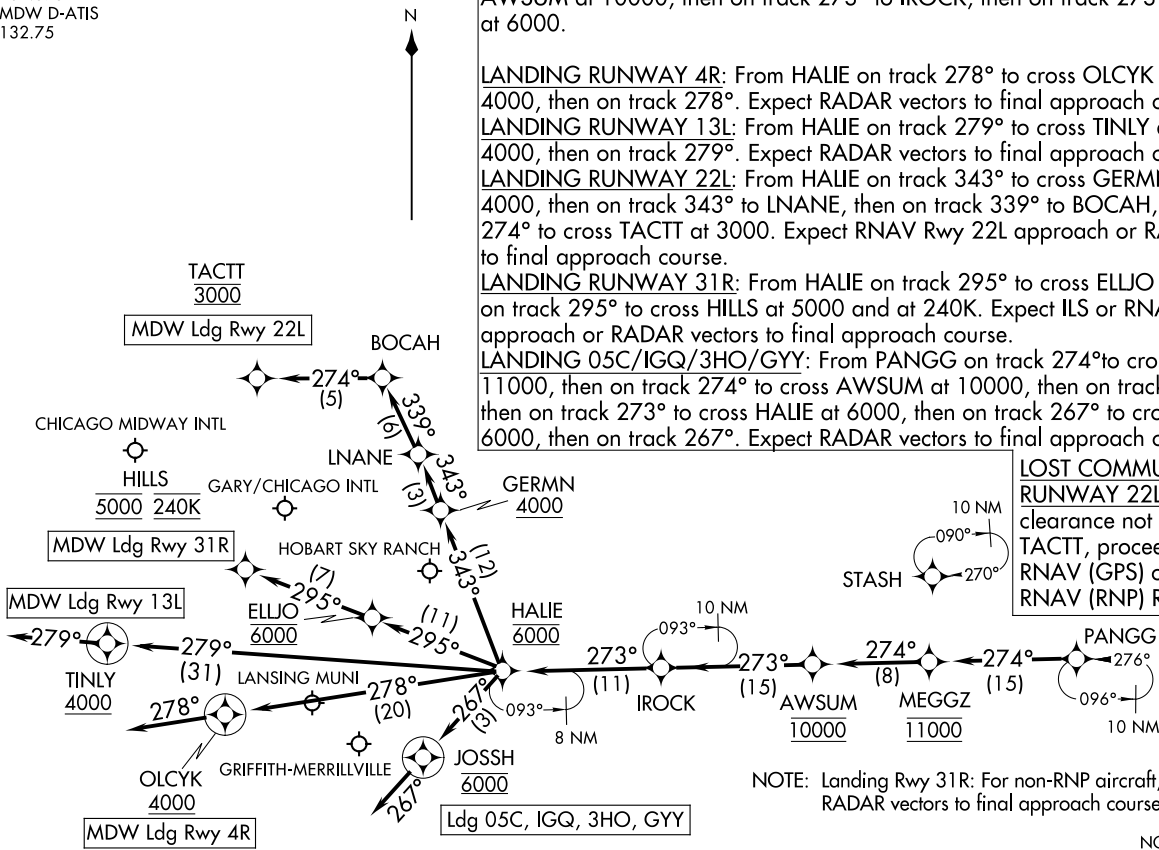 MDW D-ATIS
132.75
N
AWSUM at 10000, then on track 273° to IROCK, then on track 273°
at 6000.
LANDING RUNWAY 4R: From HALIE on track 278° to cross OLCYK
4000, then on track 278°. Expect RADAR vectors to final approach
LANDING RUNWAY 13L: From HALIE on track 279° to cross TINLY
4000, then on track 279°. Expect RADAR vectors to final approach
LANDING RUNWAY 22L: From HALIE on track 343° to cross GERMN
4000, then on track 343° to LNANE, then on track 339° to BOCAH,
274° to cross TACTT at 3000. Expect RNAV Rwy 22L approach or
to final approach course.
LANDING RUNWAY 31R: From HALIE on track 295° to cross ELLJO
on track 295° to cross HILLS at 5000 and at 240K. Expect ILS or
approach or RADAR vectors to final approach course.
LANDING 05C/IGQ/3HO/GYY: From PANGG on track 274°to
11000, then on track 274° to cross AWSUM at 10000, then on track
then on track 273° to cross HALIE at 6000, then on track 267° to
6000, then on track 267°. Expect RADAR vectors to final approach
LOST
RUNWAY 22L
clearance not
TACTT,
RNAV (GPS)
RNAV (RNP)
TACTT
3000
MDW Ldg Rwy 22L
BOCAH
274°
(5)
339°
(6)
CHICAGO MIDWAY INTL
LNANE
343°
(3)
HILLS
5000 240K
GARY/CHICAGO INTL
GERMN
4000
MDW Ldg Rwy 31R
HOBART SKY RANCH
343°
(12)
10 NM
090°
270°
STASH
(7)
295°
MDW Ldg Rwy 13L
ELLJO
6000
(11)
295°
HALIE
6000
10 NM
093°
PANGG
279°
279°
(31)
273°
(11)
273°
(15)
274°
(8)
274°
(15)
276°
TINLY
4000
LANSING MUNI
278°
(20)
278°
267°
(3)
093°
8 NM
IROCK
AWSUM
10000
MEGGZ
11000
096°
10 NM
OLCYK
4000
GRIFFITH-MERRILLVILLE
JOSSH
6000
267°
MDW Ldg Rwy 4R
Ldg 05C, IGQ, 3HO, GYY
NOTE: Landing Rwy 31R: For non-RNP aircraft,
RADAR vectors to final approach course